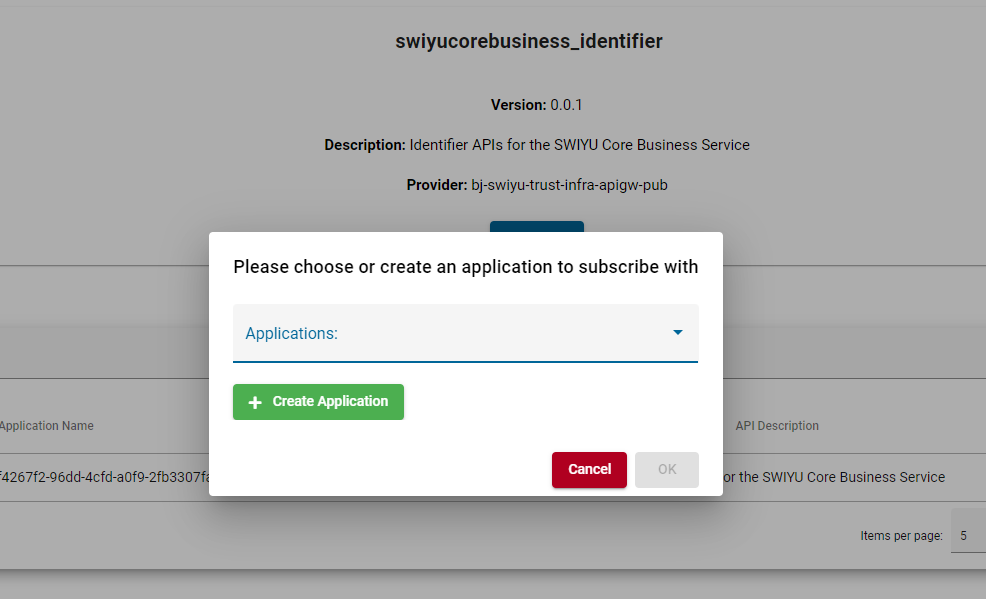 swiyucorebusiness_identifier
Version: 0.0.1
Description: Identifier APIs for the SWIYU Core Business Service
Provider: bj-swiyu-trust-infra-apigw-pub
Please choose or create an application to subscribe with
Applications:
+ Create Application
Cancel OK
Application Name API Description
f4267f2-96dd-4cfd-a0f9-2fb3307fa or the SWIYU Core Business Service
Items per page: 5